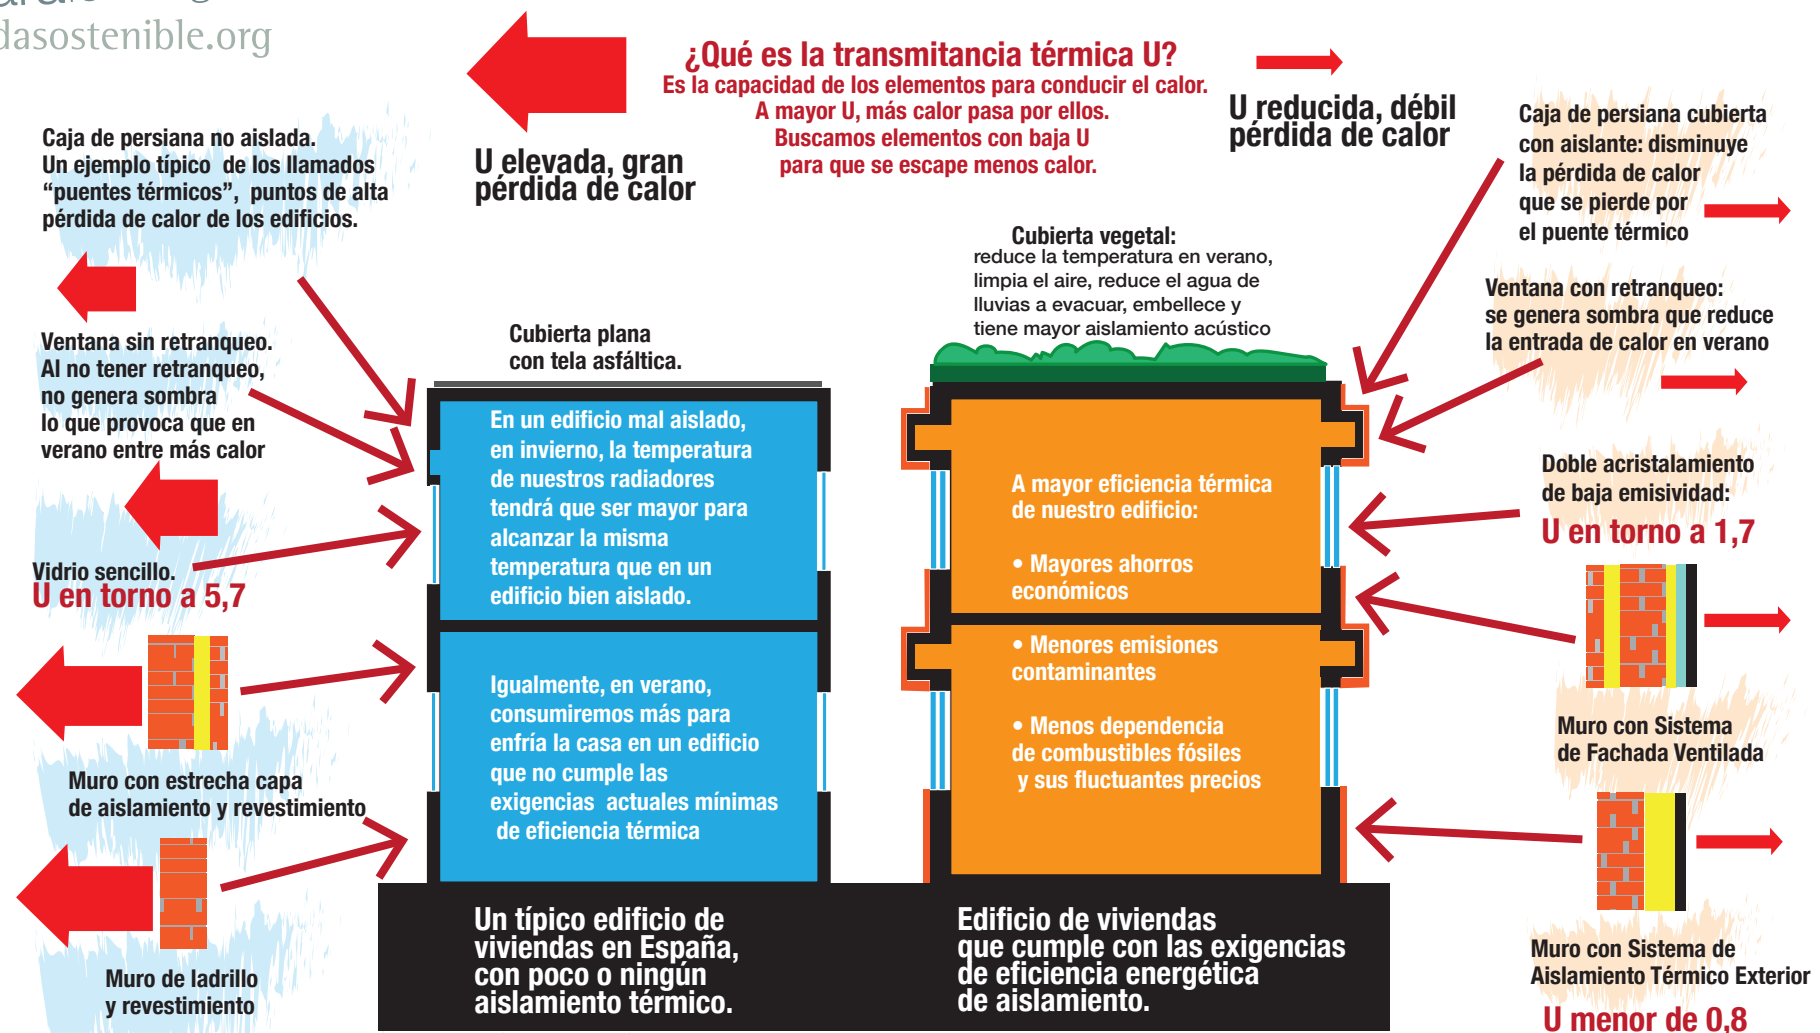 dasostenible.org
¿Qué es la transmitancia térmica U?
Es la capacidad de los elementos para conducir el calor.
A mayor U, más calor pasa por ellos.
Buscamos elementos con baja U
para que se escape menos calor.
U elevada, gran
pérdida de calor
U reducida, débil
pérdida de calor
Caja de persiana no aislada.
Un ejemplo típico de los llamados
“puentes térmicos”, puntos de alta
pérdida de calor de los edificios.
Ventana sin retranqueo.
Al no tener retranqueo,
no genera sombra
lo que provoca que en
verano entre más calor
Vidrio sencillo.
U en torno a 5,7
Muro con estrecha capa
de aislamiento y revestimiento
Muro de ladrillo
y revestimiento
Cubierta plana
con tela asfáltica.
En un edificio mal aislado,
en invierno, la temperatura
de nuestros radiadores
tendrá que ser mayor para
alcanzar la misma
temperatura que en un
edificio bien aislado.
Igualmente, en verano,
consumiremos más para
enfría la casa en un edificio
que no cumple las
exigencias actuales mínimas
de eficiencia térmica
Un típico edificio de
viviendas en España,
con poco o ningún
aislamiento térmico.
Cubierta vegetal:
reduce la temperatura en verano,
limpia el aire, reduce el agua de
lluvias a evacuar, embellece y
tiene mayor aislamiento acústico
A mayor eficiencia térmica
de nuestro edificio:
• Mayores ahorros
económicos
• Menores emisiones
contaminantes
• Menos dependencia
de combustibles fósiles
y sus fluctuantes precios
Edificio de viviendas
que cumple con las exigencias
de eficiencia energética
de aislamiento.
Caja de persiana cubierta
con aislante: disminuye
la pérdida de calor
que se pierde por
el puente térmico
Ventana con retranqueo:
se genera sombra que reduce
la entrada de calor en verano
Doble acristalamiento
de baja emisividad:
U en torno a 1,7
Muro con Sistema
de Fachada Ventilada
Muro con Sistema de
Aislamiento Térmico Exterior
U menor de 0,8